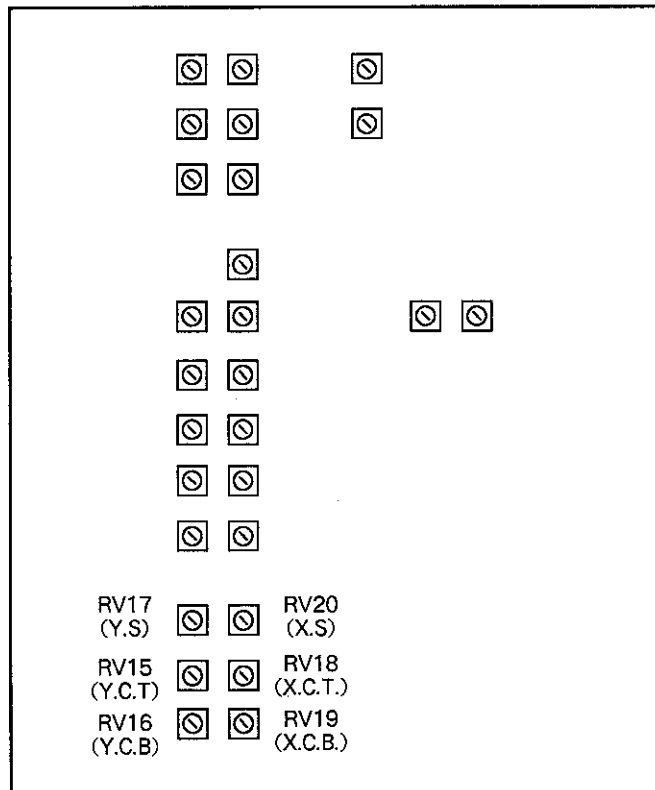 RV17
(Y.S)
RV20
(X.S)
RV15
(Y.C.T)
RV18
(X.C.T.)
RV16
(Y.C.B)
RV19
(X.C.B.)